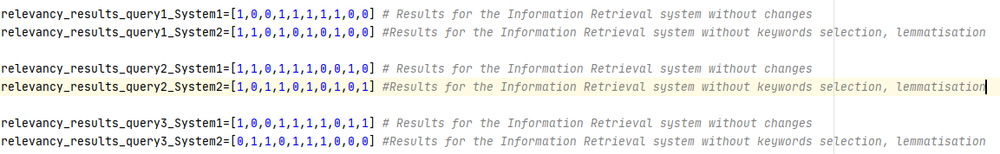 relevancy_results_query1_System1=[1,0,0,1,1,1,1,1,0,0] # Results for the Information Retrieval system without changes
relevancy_results_query1_System2=[1,1,0,1,0,1,0,1,0,0] #Results for the Information Retrieval system without keywords selection, lemmatisation
relevancy_results_query2_System1=[1,1,0,1,1,1,0,0,1,0] # Results for the Information Retrieval system without changes
relevancy_results_query2_System2=[1,0,1,1,0,1,0,1,0,1] #Results for the Information Retrieval system without keywords selection, lemmatisation
relevancy_results_query3_System1=[1,0,0,1,1,1,1,0,1,1] # Results for the Information Retrieval system without changes
relevancy_results_query3_System2=[0,1,1,0,1,1,1,0,0,0] #Results for the Information Retrieval system without keywords selection, lemmatisation